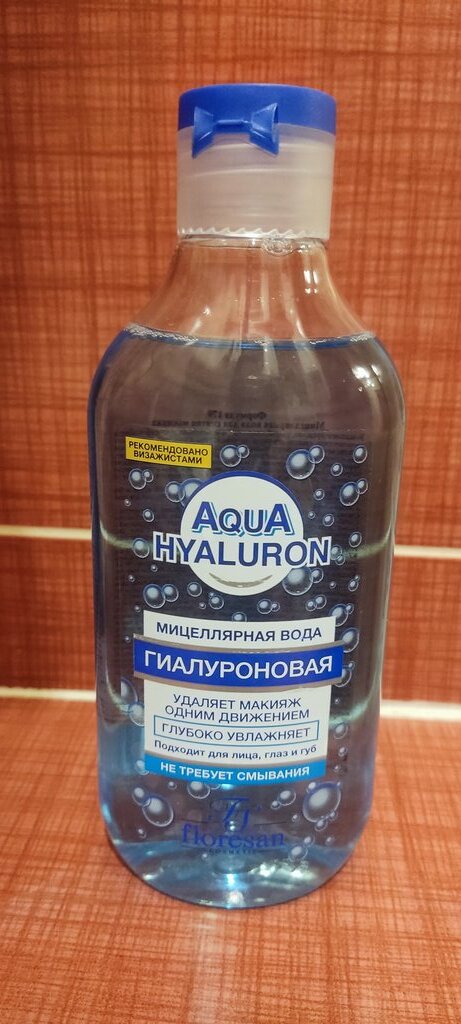 РЕКОМЕНДОВАНО
ВИЗАЖИСТАМИ
AQUA
HYALURON
МИЦЕЛЛЯРНАЯ ВОДА
ГИАЛУРОНОВАЯ
УДАЛЯЕТ МАКИЯЖ
ОДНИМ ДВИЖЕНИЕМ
ГЛУБОКО УВЛАЖНЯЕТ
Подходит для лица, глаз и губ
НЕ ТРЕБУЕТ СМЫВАНИЯ
floresan
COSMETIC